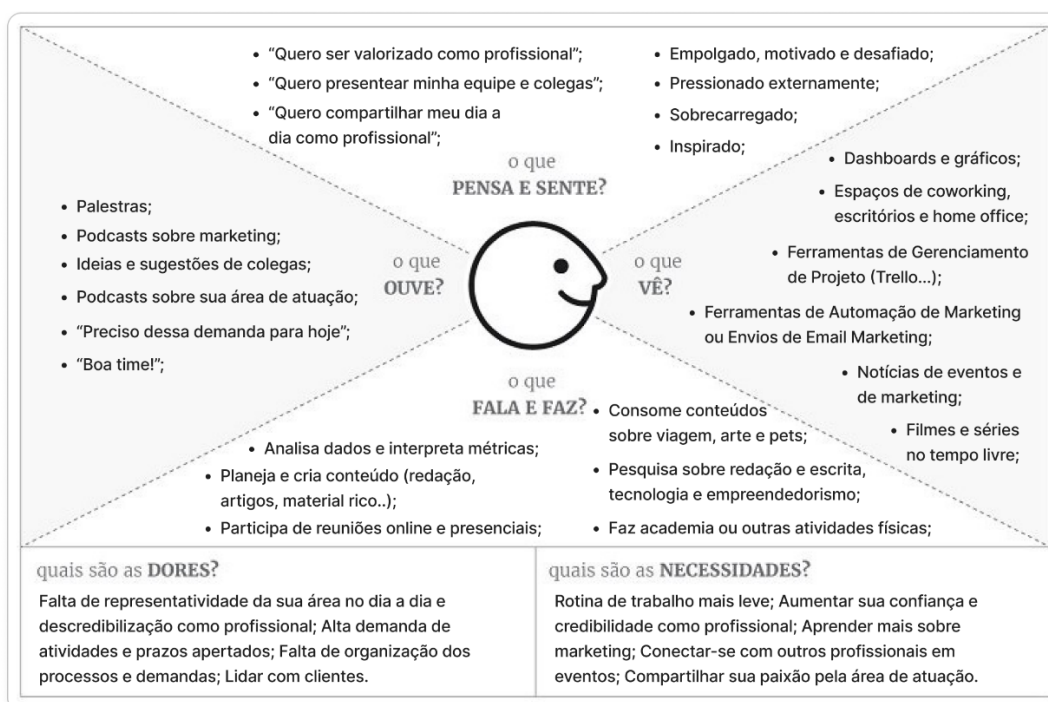 • “Quero ser valorizado como profissional”;
• “Quero presentear minha equipe e colegas”;
• “Quero compartilhar meu dia a
dia como profissional”;
• Empolgado, motivado e desafiado;
• Pressionado externamente;
• Sobrecarregado;
• Inspirado;
o que
PENSA E SENTE?
• Palestras;
• Podcasts sobre marketing;
• Ideias e sugestões de colegas;
• Podcasts sobre sua área de atuação;
• “Preciso dessa demanda para hoje”;
• “Boa time!”;
o que
OUVE?
o que
VÊ?
• Dashboards e gráficos;
• Espaços de coworking,
escritórios e home office;
• Ferramentas de Gerenciamento
de Projeto (Trello...);
• Ferramentas de Automação de Marketing
ou Envios de Email Marketing;
• Notícias de eventos e
de marketing;
• Filmes e séries
no tempo livre;
o que
FALA E FAZ?
• Analisa dados e interpreta métricas;
• Planeja e cria conteúdo (redação,
artigos, material rico..);
• Participa de reuniões online e presenciais;
• Consome conteúdos
sobre viagem, arte e pets;
• Pesquisa sobre redação e escrita,
tecnologia e empreendedorismo;
• Faz academia ou outras atividades físicas;
quais são as DORES?
Falta de representatividade da sua área no dia a dia e
descredibilização como profissional; Alta demanda de
atividades e prazos apertados; Falta de organização dos
processos e demandas; Lidar com clientes.
quais são as NECESSIDADES?
Rotina de trabalho mais leve; Aumentar sua confiança e
credibilidade como profissional; Aprender mais sobre
marketing; Conectar-se com outros profissionais em
eventos; Compartilhar sua paixão pela área de atuação.